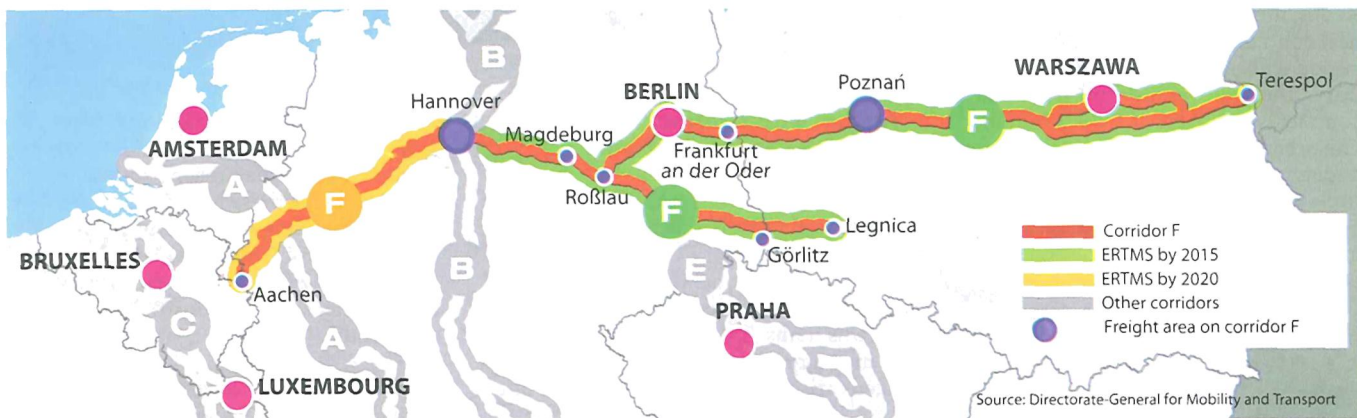 B
WARSZAWA
Terespol
Poznań
BERLIN
Hannover
F
Magdeburg
AMSTERDAM
Frankfurt
an der Oder
A
Roßlau
F
F
Legnica
Corridor F
BRUXELLES
Görlitz
ERTMS by 2015
B
E
Aachen
ERTMS by 2020
Other corridors
PRAHA
C
A
Freight area on corridor F
LUXEMBOURG
Source: Directorate-General for Mobility and Transport